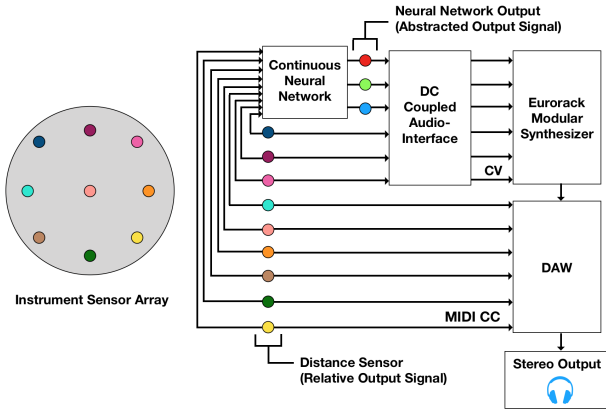 Neural Network Output
(Abstracted Output Signal)
Continuous
Neural
Network
DC
Coupled
Audio-
Interface
Eurorack
Modular
Synthesizer
CV
Instrument Sensor Array
DAW
MIDI CC
Distance Sensor
(Relative Output Signal)
Stereo Output